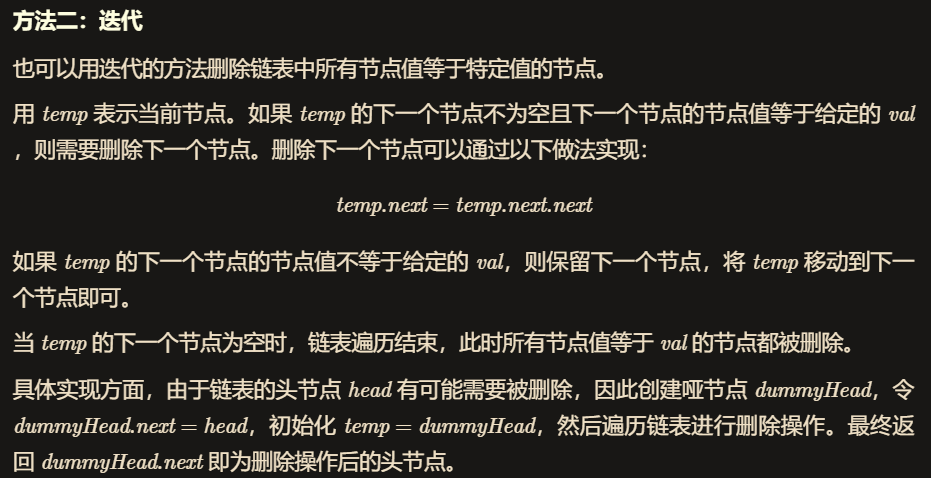 方法二：迭代
也可以用迭代的方法删除链表中所有节点值等于特定值的节点。
用 temp 表示当前节点。如果 temp 的下一个节点不为空且下一个节点的节点值等于给定的 val
，则需要删除下一个节点。删除下一个节点可以通过以下做法实现：
temp.next = temp.next.next
如果 temp 的下一个节点的节点值不等于给定的 val，则保留下一个节点，将 temp 移动到下一
个节点即可。
当 temp 的下一个节点为空时，链表遍历结束，此时所有节点值等于 val 的节点都被删除。
具体实现方面，由于链表的头节点 head 有可能需要被删除，因此创建哑节点 dummyHead，令
dummyHead.next = head，初始化 temp = dummyHead，然后遍历链表进行删除操作。最终返
回 dummyHead.next 即为删除操作后的头节点。